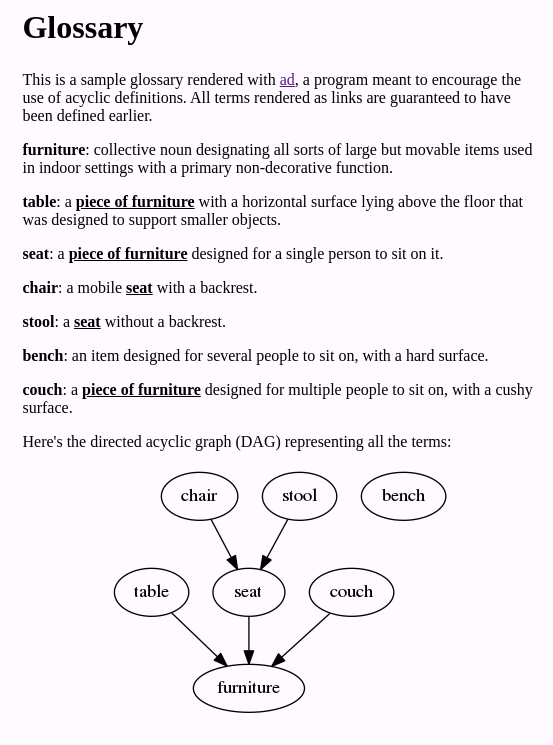 Glossary
This is a sample glossary rendered with ad, a program meant to encourage the
use of acyclic definitions. All terms rendered as links are guaranteed to have
been defined earlier.
furniture: collective noun designating all sorts of large but movable items used
in indoor settings with a primary non-decorative function.
table: a piece of furniture with a horizontal surface lying above the floor that
was designed to support smaller objects.
seat: a piece of furniture designed for a single person to sit on it.
chair: a mobile seat with a backrest.
stool: a seat without a backrest.
bench: an item designed for several people to sit on, with a hard surface.
couch: a piece of furniture designed for multiple people to sit on, with a cushy
surface.
Here's the directed acyclic graph (DAG) representing all the terms:
chair stool bench
table seat couch
furniture